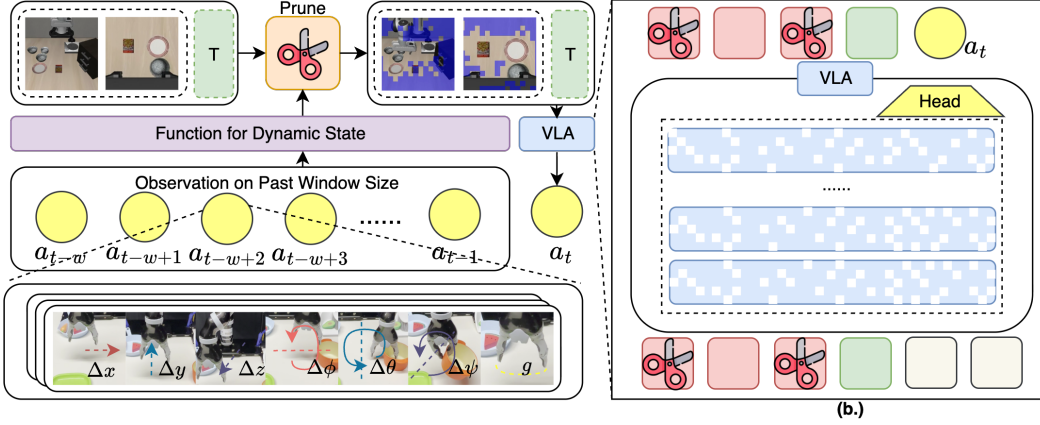 Prune
T
T
Function for Dynamic State
VLA
Observation on Past Window Size
......
a_{t-w} a_{t-w+1} a_{t-w+2} a_{t-w+3} a_{t-1} a_t
Δx Δy Δz Δϕ Δθ Δψ g
a_t
VLA
Head
......
(b.)